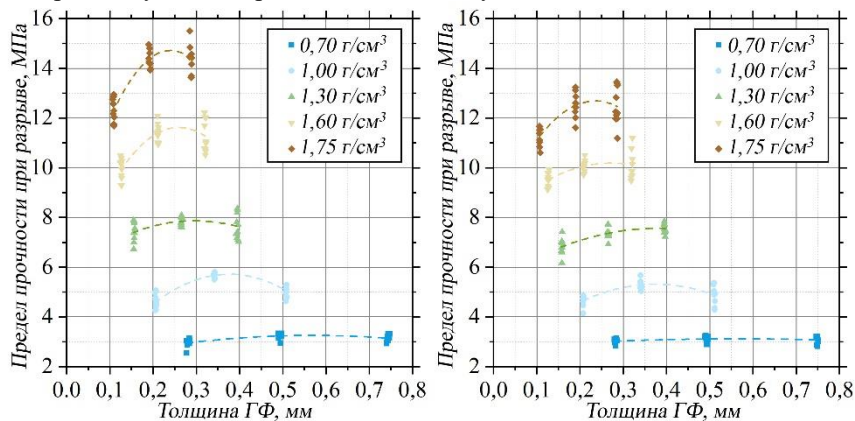 Предел прочности при разрыве, МПа
16
14
12
10
8
6
4
2
0,70 г/см³
1,00 г/см³
1,30 г/см³
1,60 г/см³
1,75 г/см³
0.0 0,1 0,2 0,3 0,4 0,5 0,6 0,7 0,8
Толщина ГФ, мм
Предел прочности при разрыве, МПа
16
14
12
10
8
6
4
2
0,70 г/см³
1,00 г/см³
1,30 г/см³
1,60 г/см³
1,75 г/см³
0.0 0,1 0,2 0,3 0,4 0,5 0,6 0,7 0,8
Толщина ГФ, мм